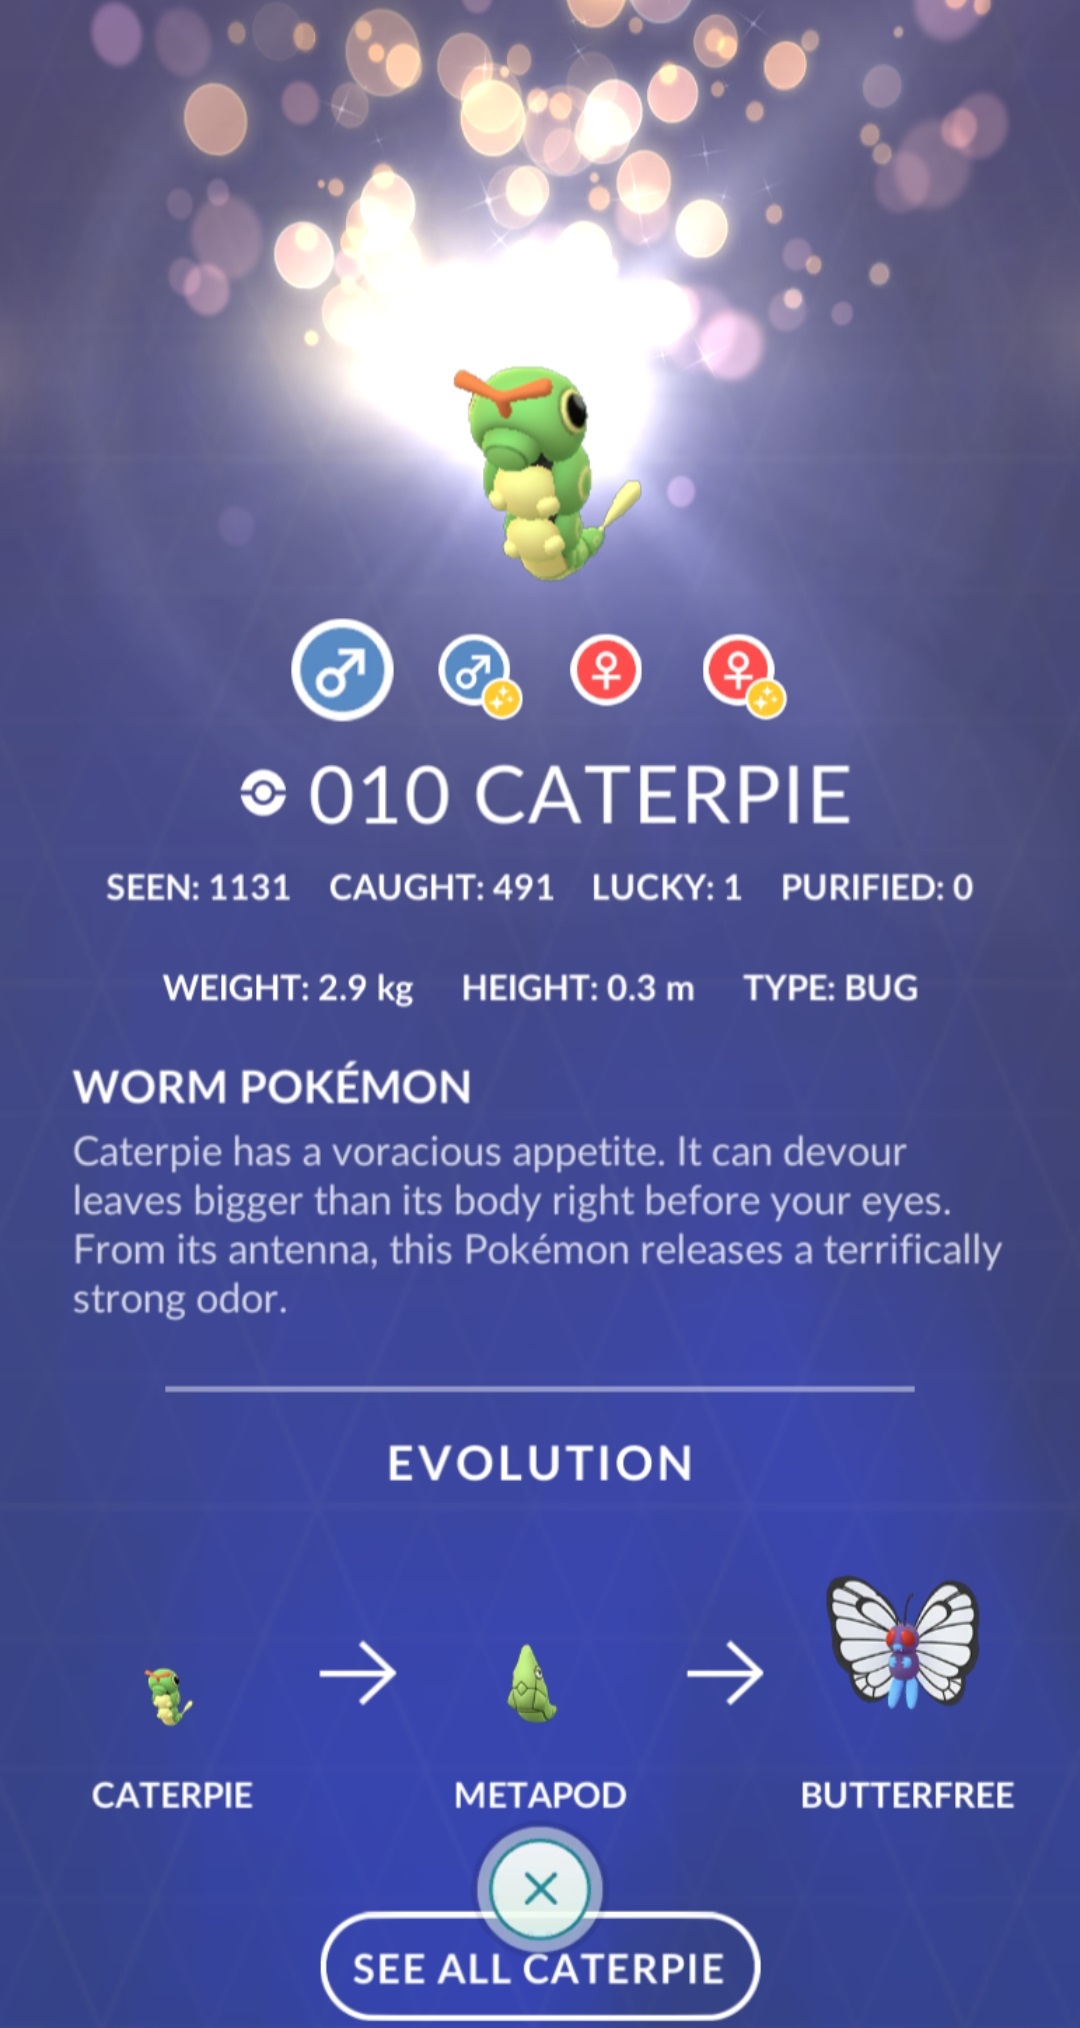 010 CATERPIE
SEEN: 1131 CAUGHT: 491 LUCKY: 1 PURIFIED: 0
WEIGHT: 2.9 kg HEIGHT: 0.3 m TYPE: BUG
WORM POKÉMON
Caterpie has a voracious appetite. It can devour
leaves bigger than its body right before your eyes.
From its antenna, this Pokémon releases a terrifically
strong odor.
EVOLUTION
CATERPIE METAPOD BUTTERFREE
SEE ALL CATERPIE